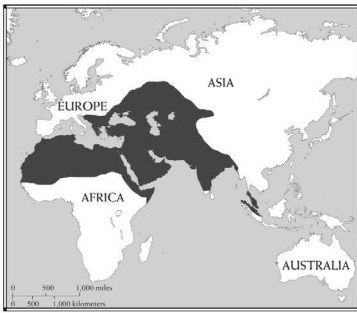 ASIA
EUROPE
AFRICA
AUSTRALIA
0 500 1,000 miles
0 500 1,000 kilometers